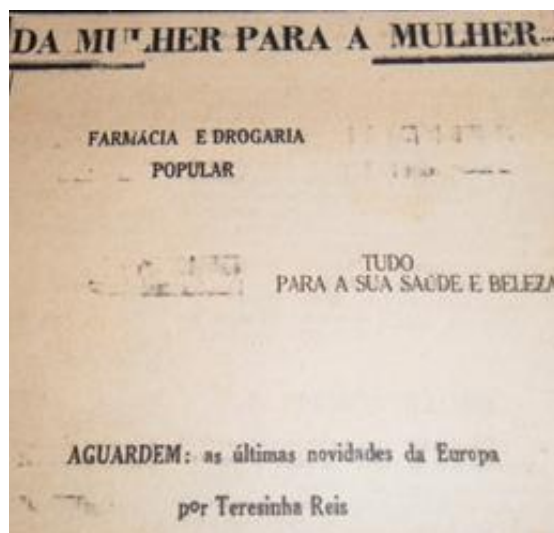 DA MULHER PARA A MULHER...
FARMÁCIA E DROGARIA
POPULAR
TUDO
PARA A SUA SAÚDE E BELEZA
AGUARDEM: as últimas novidades da Europa
por Teresinha Reis